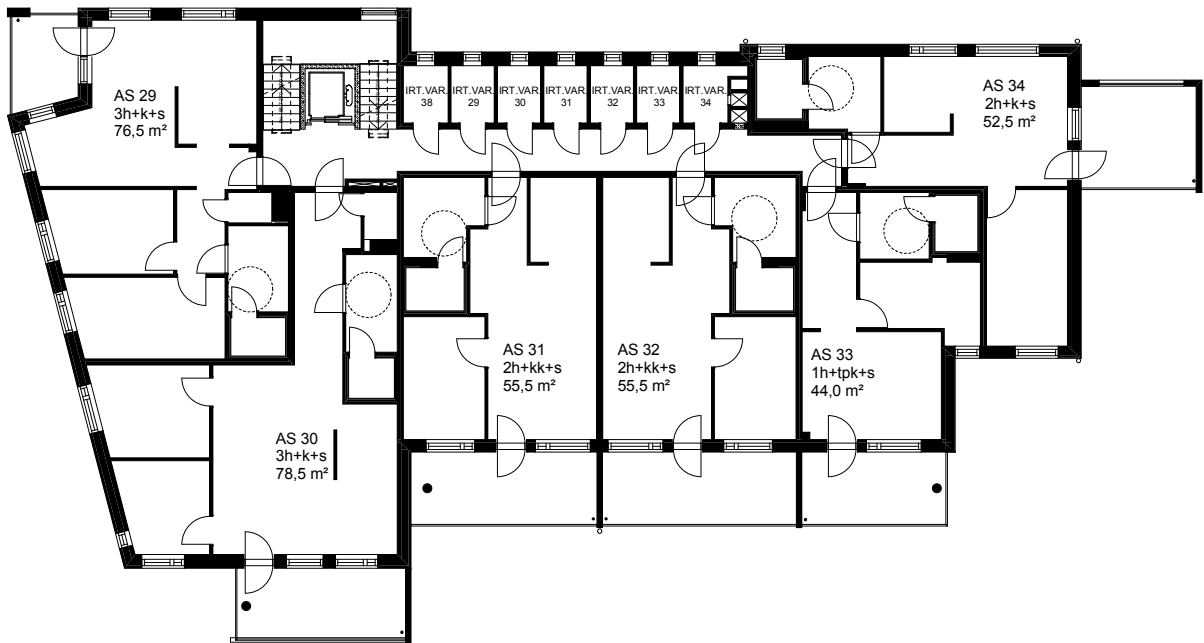 AS 29
3h+k+s
76,5 m²
IRT.VAR.
38
IRT.VAR.
29
IRT.VAR.
30
IRT.VAR.
31
IRT.VAR.
32
IRT.VAR.
33
IRT.VAR.
34
AS 34
2h+k+s
52,5 m²
AS 31
2h+kk+s
55,5 m²
AS 32
2h+kk+s
55,5 m²
AS 33
1h+tpk+s
44,0 m²
AS 30
3h+k+s
78,5 m²